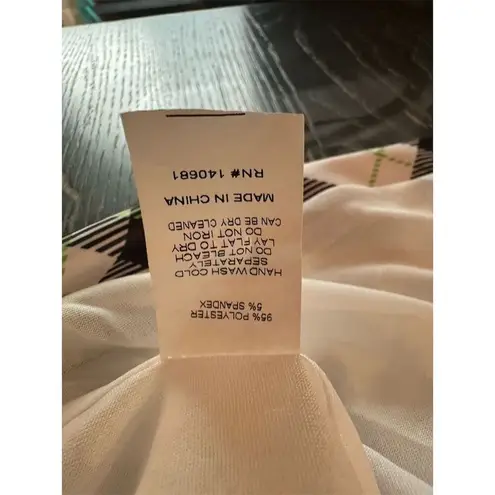 95% POLYESTER
5% SPANDEX
HAND WASH COLD
SEPARATELY
DO NOT BLEACH
LAY FLAT TO DRY
DO NOT IRON
CAN BE DRY CLEANED
MADE IN CHINA
RN# 140681